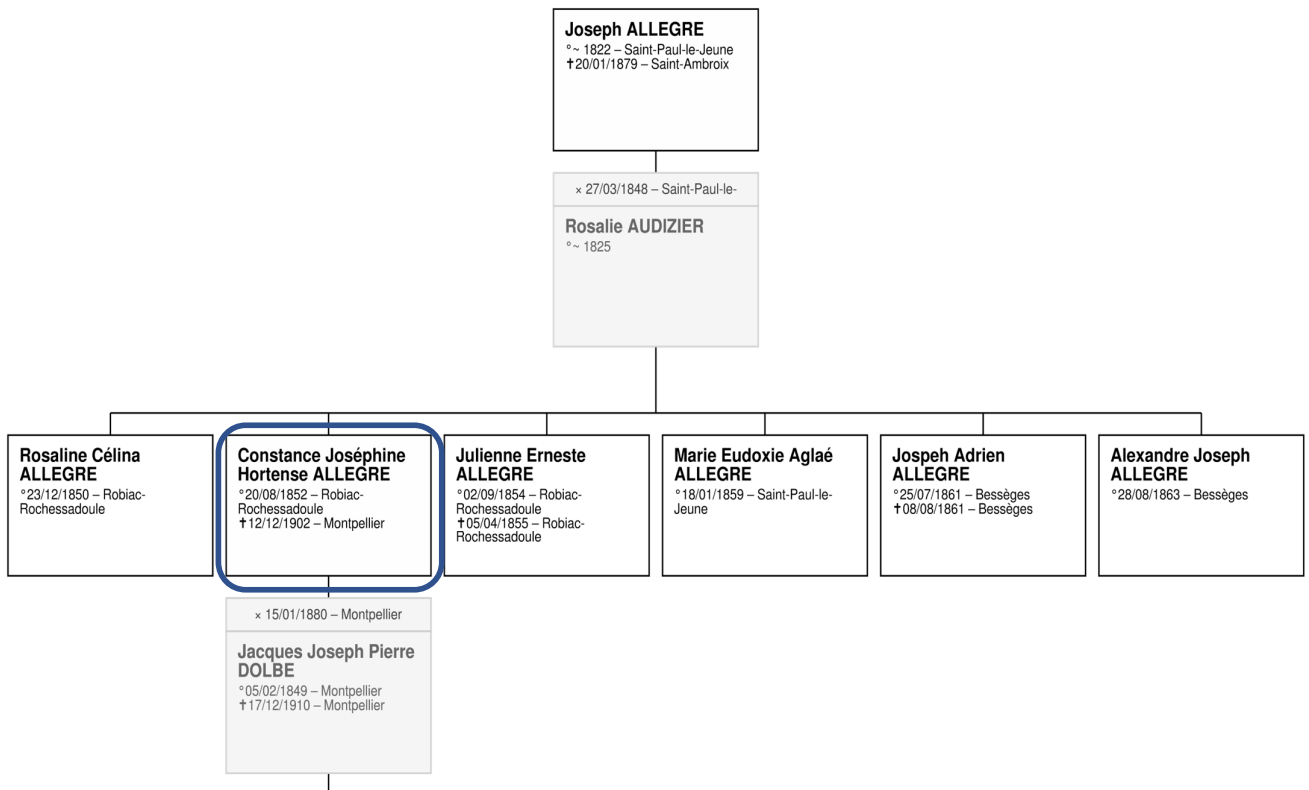 Joseph ALLEGRE
°~ 1822 – Saint-Paul-le-Jeune
✝20/01/1879 – Saint-Ambroix
× 27/03/1848 – Saint-Paul-le-
Rosalie AUDIZIER
°~ 1825
Rosaline Célina
ALLEGRE
°23/12/1850 – Robiac-
Rochessadoule
Constance Joséphine
Hortense ALLEGRE
°20/08/1852 – Robiac-
Rochessadoule
✝12/12/1902 – Montpellier
Julienne Erneste
ALLEGRE
°02/09/1854 – Robiac-
Rochessadoule
✝05/04/1855 – Robiac-
Rochessadoule
Marie Eudoxie Aglaé
ALLEGRE
°18/01/1859 – Saint-Paul-le-
Jeune
Jospeh Adrien
ALLEGRE
°25/07/1861 – Bessèges
✝08/08/1861 – Bessèges
Alexandre Joseph
ALLEGRE
°28/08/1863 – Bessèges
× 15/01/1880 – Montpellier
Jacques Joseph Pierre
DOLBE
°05/02/1849 – Montpellier
✝17/12/1910 – Montpellier